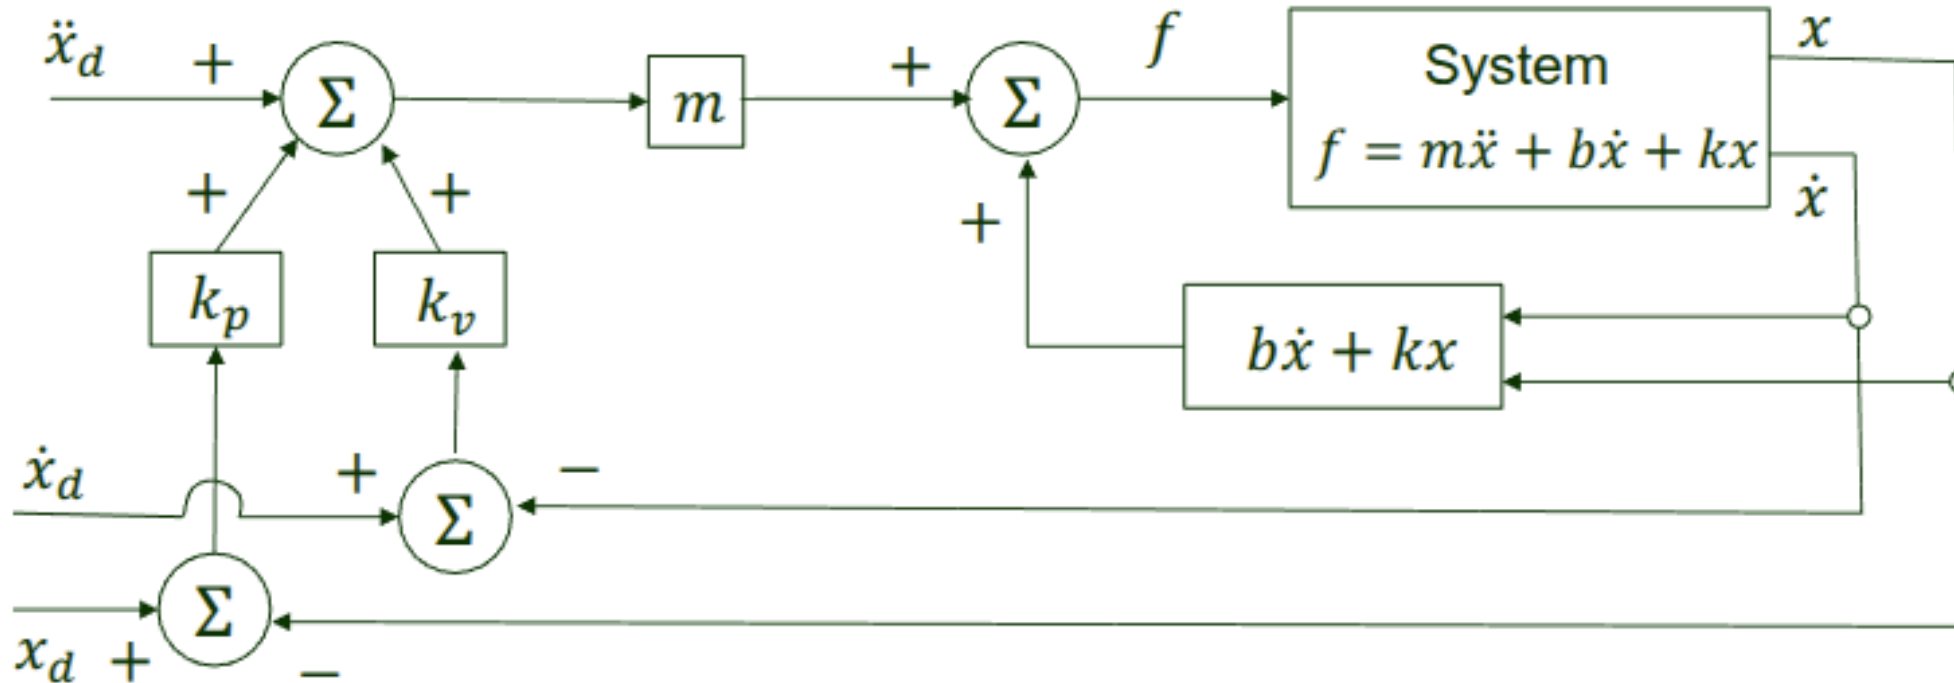 ẍ_d + Σ m + Σ f System x
f = mẍ + bẋ + kx
ẋ
+ + +
k_p k_v bẋ + kx
ẋ_d + Σ −
x_d + Σ −